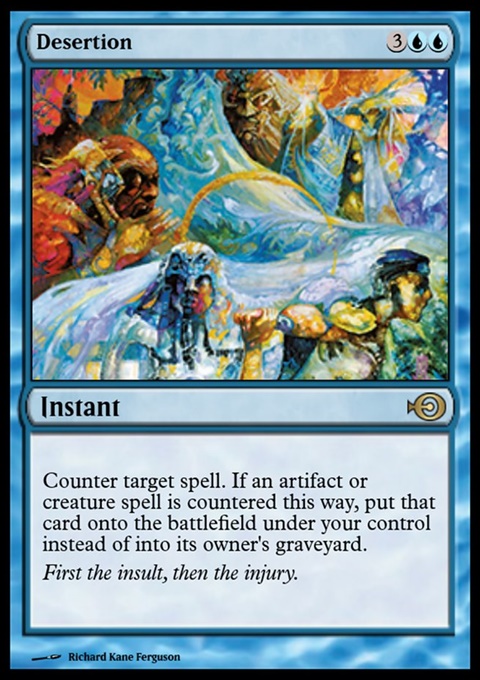 Desertion 3
Instant
Counter target spell. If an artifact or
creature spell is countered this way, put that
card onto the battlefield under your control
instead of into its owner's graveyard.
First the insult, then the injury.
Richard Kane Ferguson